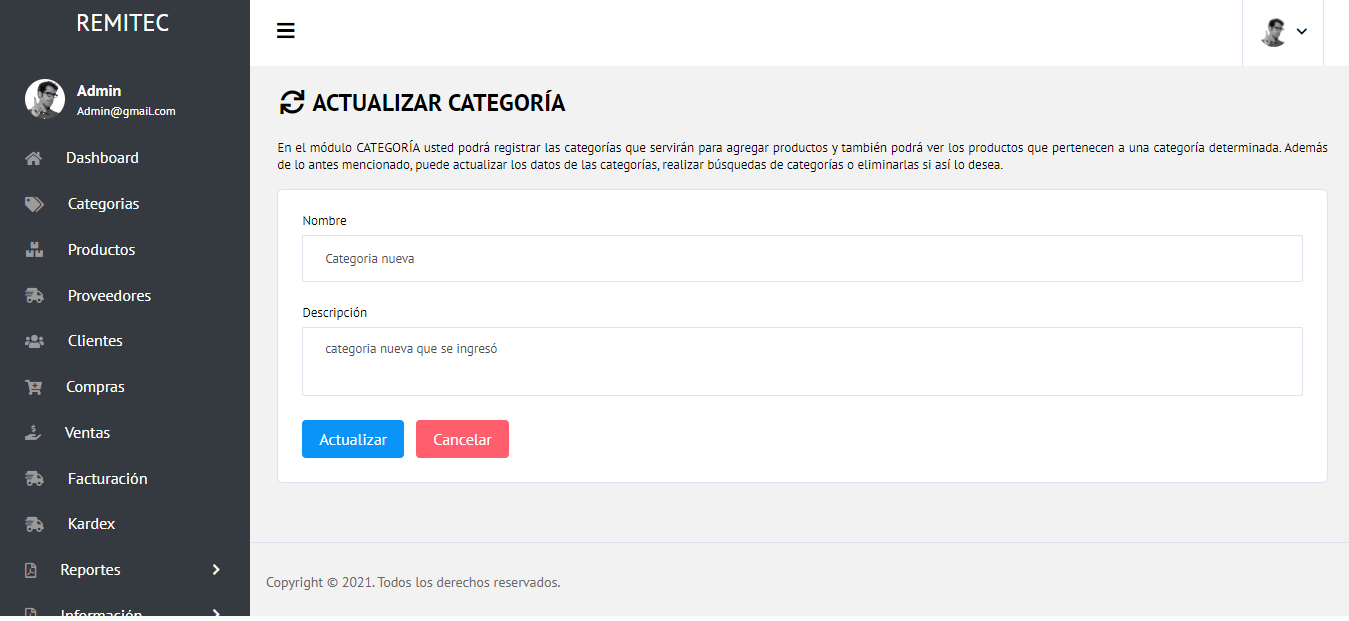 REMITEC
Admin
Admin@gmail.com
Dashboard
Categorias
Productos
Proveedores
Clientes
Compras
Ventas
Facturación
Kardex
Reportes
Información
ACTUALIZAR CATEGORÍA
En el módulo CATEGORÍA usted podrá registrar las categorías que servirán para agregar productos y también podrá ver los productos que pertenecen a una categoría determinada. Además
de lo antes mencionado, puede actualizar los datos de las categorías, realizar búsquedas de categorías o eliminarlas si así lo desea.
Nombre
Categoria nueva
Descripción
categoria nueva que se ingresó
Actualizar Cancelar
Copyright © 2021. Todos los derechos reservados.